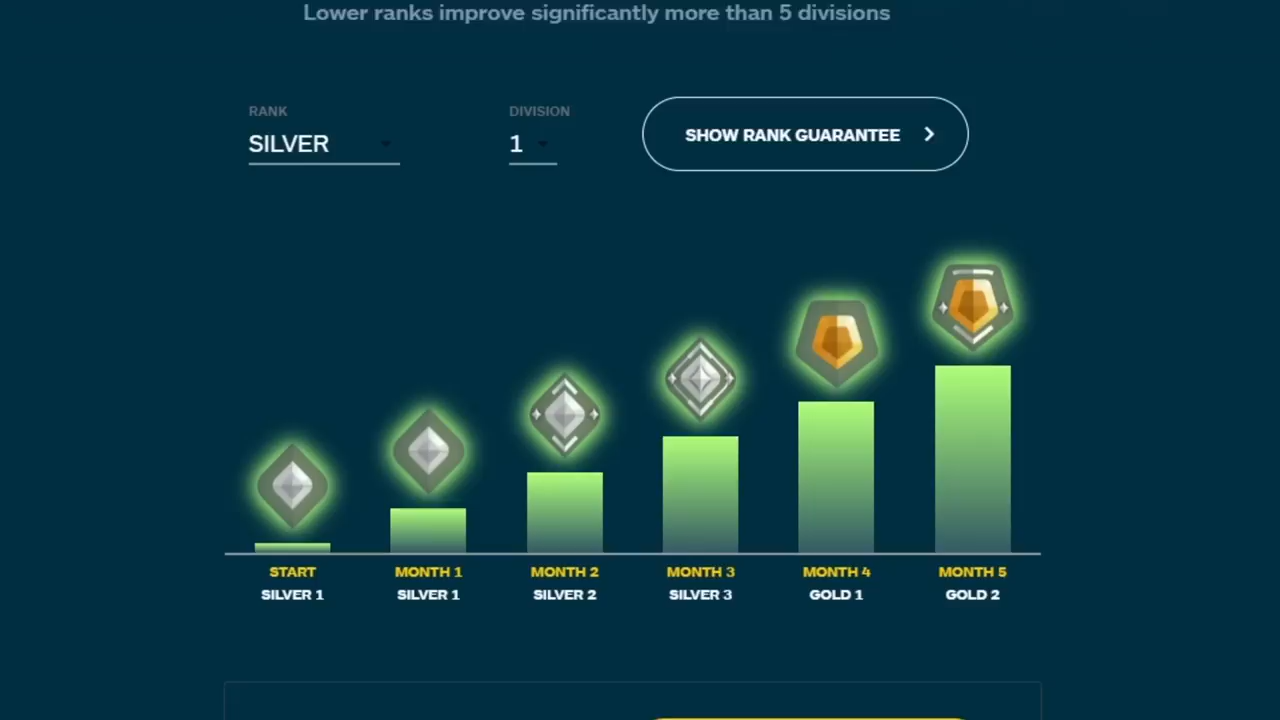 Lower ranks improve significantly more than 5 divisions
RANK
DIVISION
SILVER
1
SHOW RANK GUARANTEE
START
MONTH 1
MONTH 2
MONTH 3
MONTH 4
MONTH 5
SILVER 1
SILVER 1
SILVER 2
SILVER 3
GOLD 1
GOLD 2